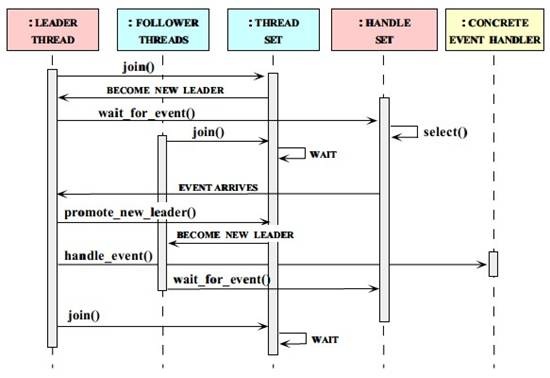 : LEADER
THREAD
: FOLLOWER
THREADS
: THREAD
SET
: HANDLE
SET
: CONCRETE
EVENT HANDLER
join()
BECOME NEW LEADER
wait_for_event()
join()
select()
WAIT
EVENT ARRIVES
promote_new_leader()
BECOME NEW LEADER
handle_event()
wait_for_event()
join()
WAIT